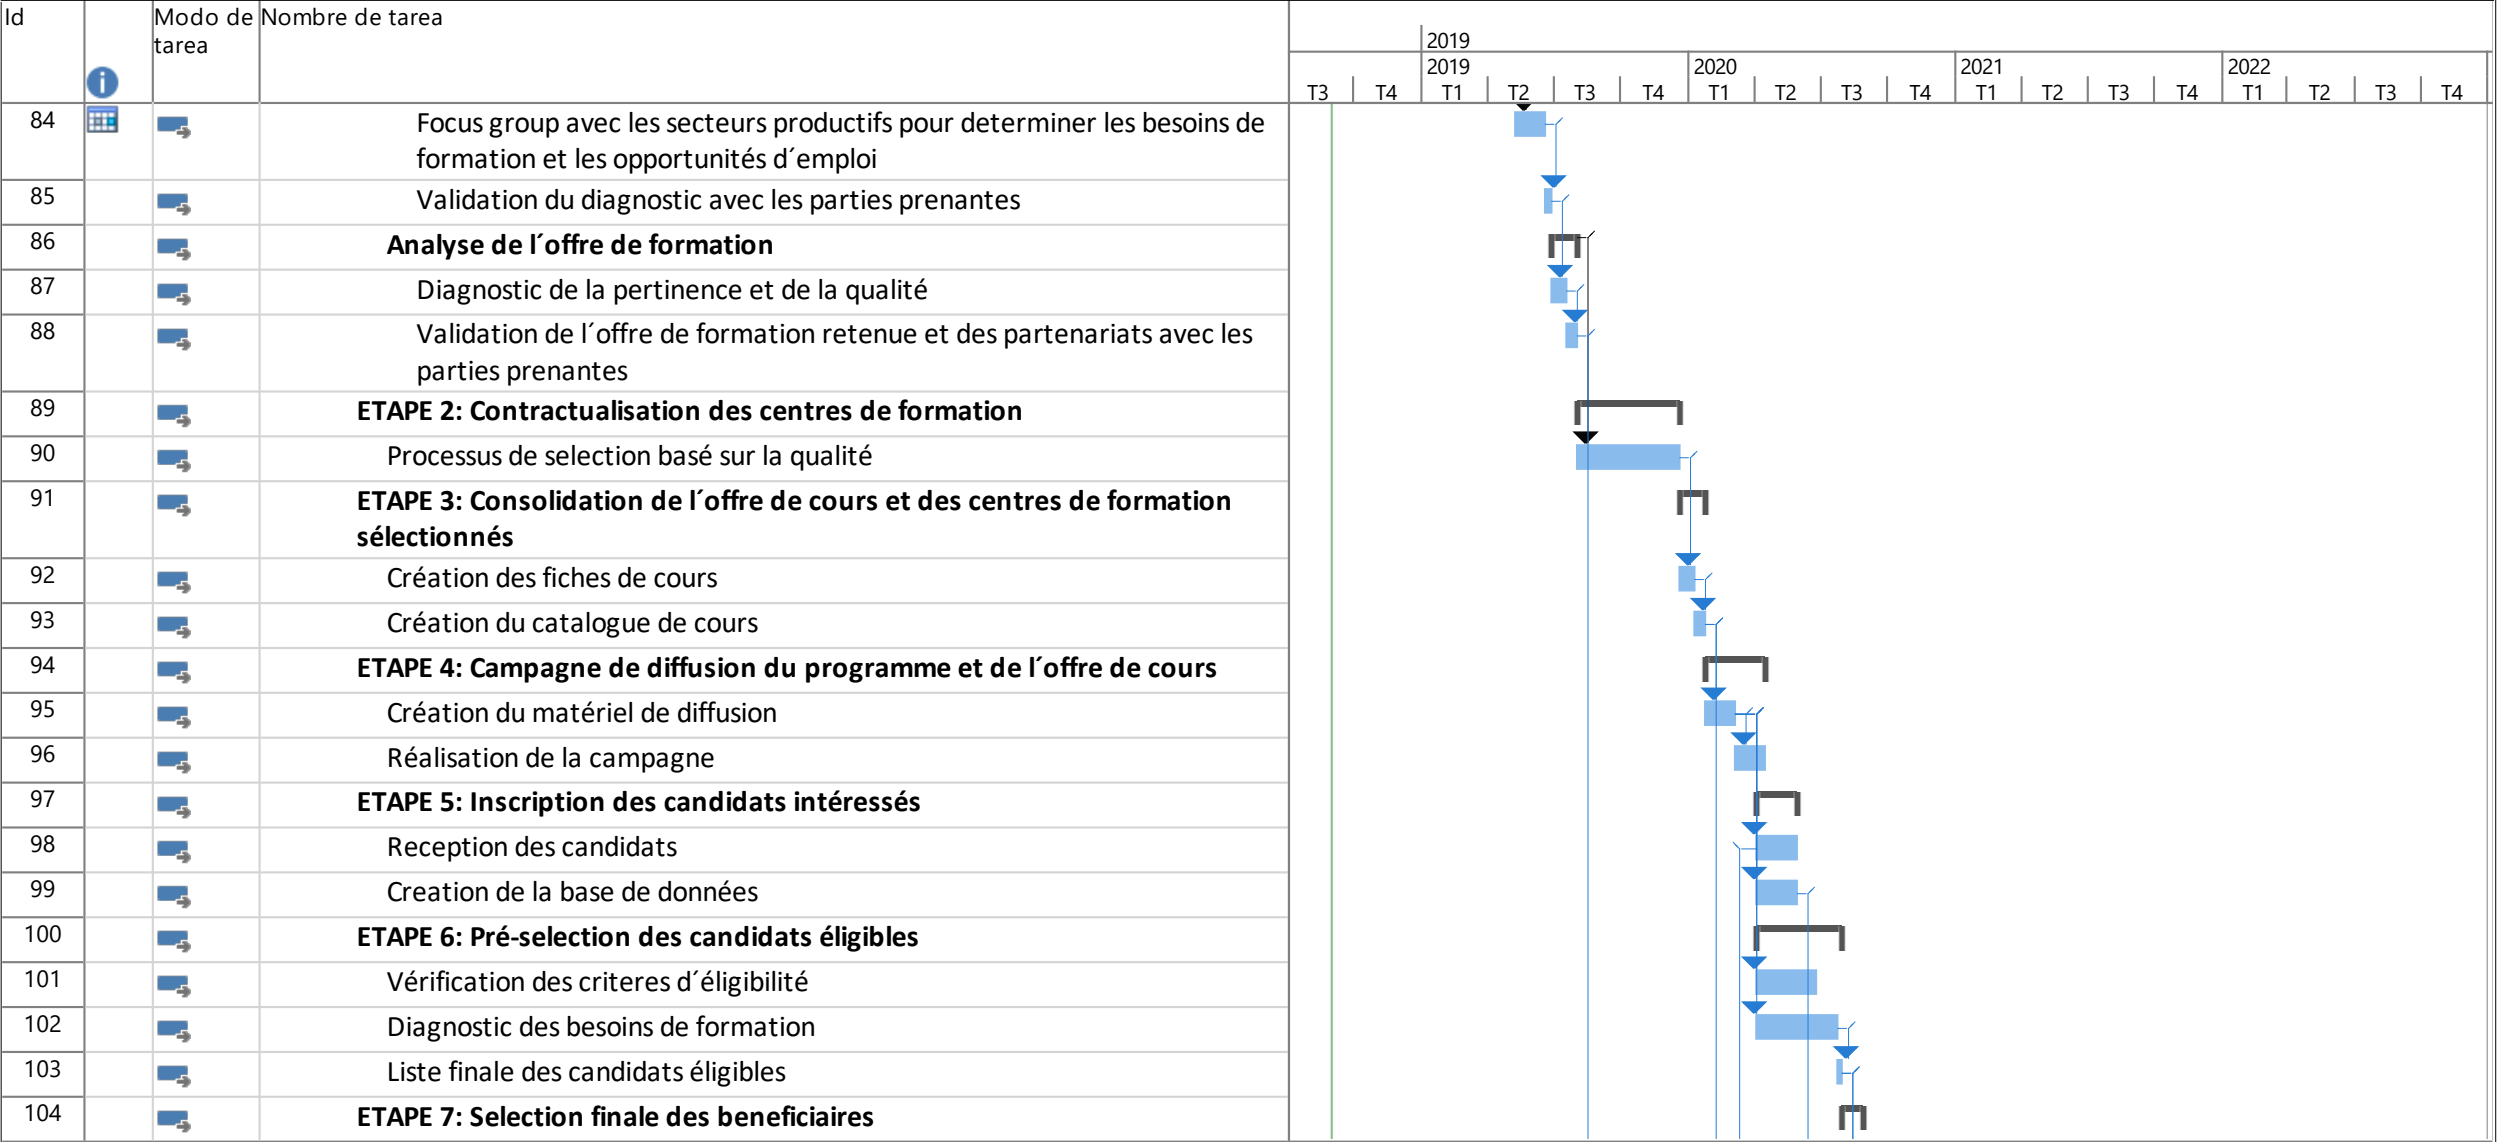 Id
Modo de
tarea
Nombre de tarea
2019
2019 2020 2021 2022
T3 T4 T1 T2 T3 T4 T1 T2 T3 T4 T1 T2 T3 T4 T1 T2 T3 T4
84 Focus group avec les secteurs productifs pour determiner les besoins de
formation et les opportunités d´emploi
85 Validation du diagnostic avec les parties prenantes
86 Analyse de l´offre de formation
87 Diagnostic de la pertinence et de la qualité
88 Validation de l´offre de formation retenue et des partenariats avec les
parties prenantes
89 ETAPE 2: Contractualisation des centres de formation
90 Processus de selection basé sur la qualité
91 ETAPE 3: Consolidation de l´offre de cours et des centres de formation
sélectionnés
92 Création des fiches de cours
93 Création du catalogue de cours
94 ETAPE 4: Campagne de diffusion du programme et de l´offre de cours
95 Création du matériel de diffusion
96 Réalisation de la campagne
97 ETAPE 5: Inscription des candidats intéressés
98 Reception des candidats
99 Creation de la base de données
100 ETAPE 6: Pré-selection des candidats éligibles
101 Vérification des criteres d´éligibilité
102 Diagnostic des besoins de formation
103 Liste finale des candidats éligibles
104 ETAPE 7: Selection finale des beneficiaires